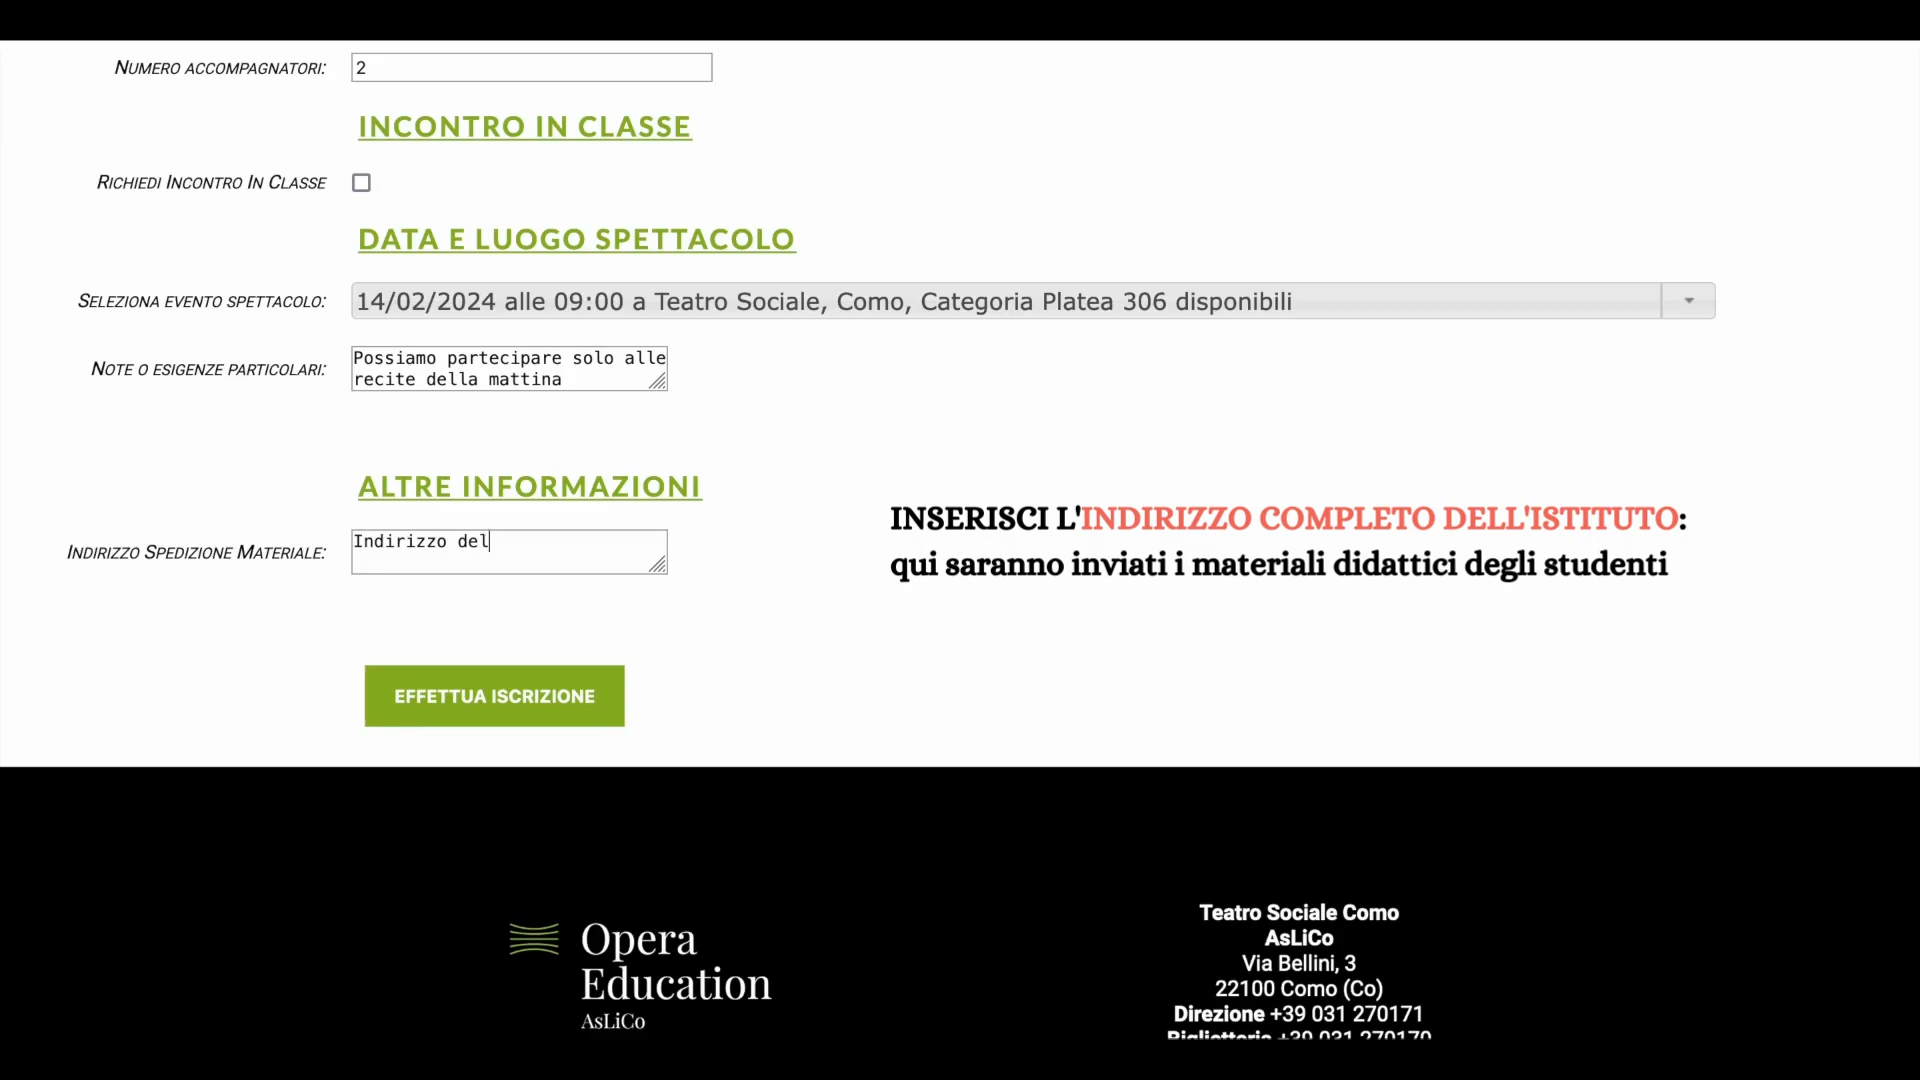 NUMERO ACCOMPAGNATORI:
2
INCONTRO IN CLASSE
RICHIEDI INCONTRO IN CLASSE
DATA E LUOGO SPETTACOLO
SELEZIONA EVENTO SPETTACOLO:
14/02/2024 alle 09:00 a Teatro Sociale, Como, Categoria Platea 306 disponibili
NOTE O ESIGENZE PARTICOLARI:
Possiamo partecipare solo alle
recite della mattina
ALTRE INFORMAZIONI
INDIRIZZO SPEDIZIONE MATERIALE:
Indirizzo del
INSERISCI L'INDIRIZZO COMPLETO DELL'ISTITUTO:
qui saranno inviati i materiali didattici degli studenti
EFFETTUA ISCRIZIONE
Opera
Education
AsLiCo
Teatro Sociale Como
AsLiCo
Via Bellini, 3
22100 Como (Co)
Direzione +39 031 270171
Biglietteria +39 031 270170